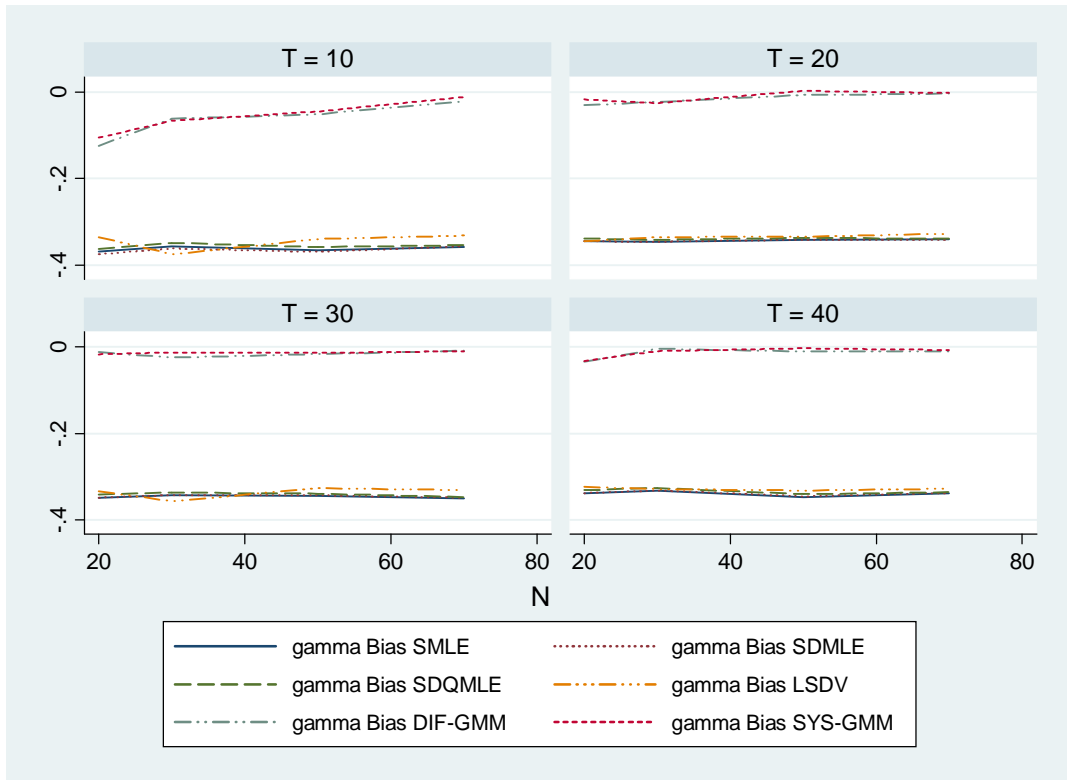 T = 10
T = 20
0
-.2
-.4
T = 30
T = 40
0
-.2
-.4
20 40 60 80
20 40 60 80
N
gamma Bias SMLE
gamma Bias SDMLE
gamma Bias SDQMLE
gamma Bias LSDV
gamma Bias DIF-GMM
gamma Bias SYS-GMM